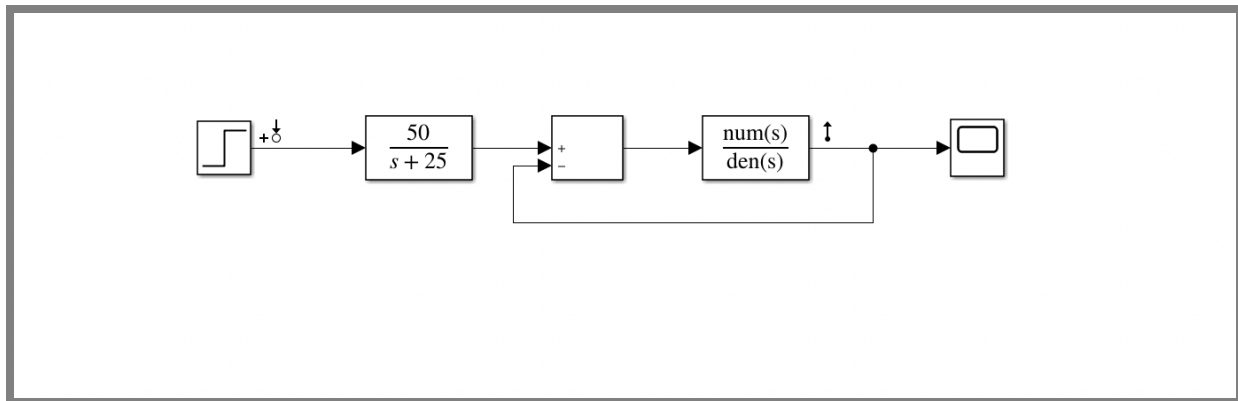 50
s + 25
+
−
num(s)
den(s)
+